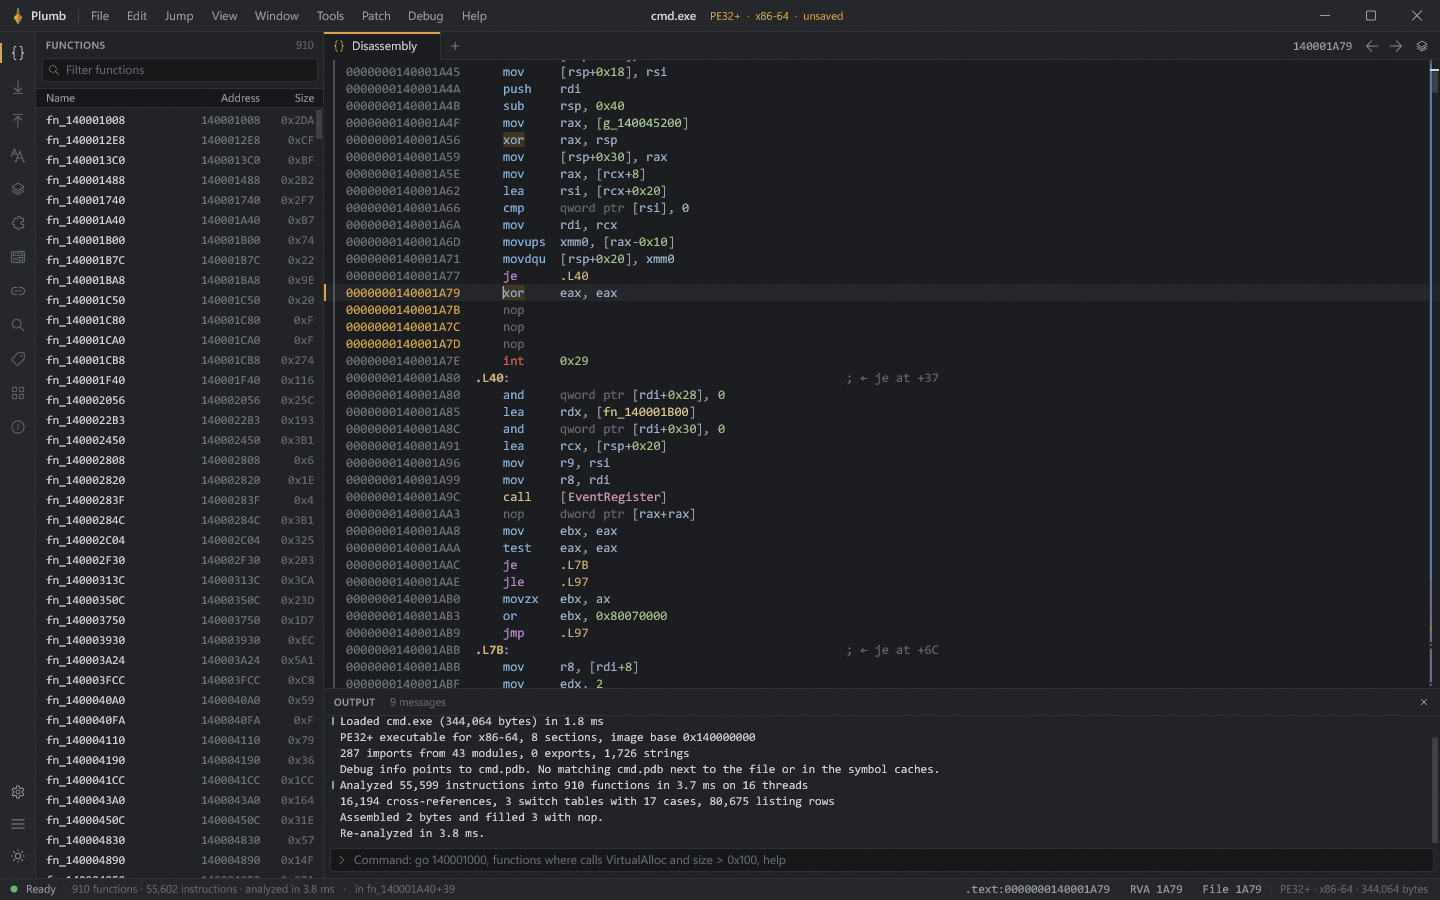 Plumb File Edit Jump View Window Tools Patch Debug Help cmd.exe PE32+ · x86-64 · unsaved
FUNCTIONS 910
Filter functions
Name Address Size
fn_140001008 140001008 0x2DA
fn_1400012E8 1400012E8 0xCF
fn_1400013C0 1400013C0 0xBF
fn_140001488 140001488 0x2B2
fn_140001740 140001740 0x2F7
fn_140001A40 140001A40 0xB7
fn_140001B00 140001B00 0x74
fn_140001B7C 140001B7C 0x22
fn_140001BA8 140001BA8 0x9E
fn_140001C50 140001C50 0x20
fn_140001C80 140001C80 0xF
fn_140001CA0 140001CA0 0xF
fn_140001CB8 140001CB8 0x274
fn_140001F40 140001F40 0x116
fn_140002056 140002056 0x25C
fn_1400022B3 1400022B3 0x193
fn_140002450 140002450 0x3B1
fn_140002808 140002808 0x6
fn_140002820 140002820 0x1E
fn_14000283F 14000283F 0x4
fn_14000284C 14000284C 0x3B1
fn_140002C04 140002C04 0x325
fn_140002F30 140002F30 0x203
fn_14000313C 14000313C 0x3CA
fn_14000350C 14000350C 0x23D
fn_140003750 140003750 0x1D7
fn_140003930 140003930 0xEC
fn_140003A24 140003A24 0x5A1
fn_140003FCC 140003FCC 0xC8
fn_1400040A0 1400040A0 0x59
fn_1400040FA 1400040FA 0xF
fn_140004110 140004110 0x79
fn_140004190 140004190 0x36
fn_1400041CC 1400041CC 0x1CC
fn_1400043A0 1400043A0 0x164
fn_14000450C 14000450C 0x31E
fn_140004830 140004830 0x57
fn_140004890 140004890 0x14F
{} Disassembly + 140001A79
0000000140001A45 mov [rsp+0x18], rsi
0000000140001A4A push rdi
0000000140001A4B sub rsp, 0x40
0000000140001A4F mov rax, [g_140045200]
0000000140001A56 xor rax, rsp
0000000140001A59 mov [rsp+0x30], rax
0000000140001A5E mov rax, [rcx+8]
0000000140001A62 lea rsi, [rcx+0x20]
0000000140001A66 cmp qword ptr [rsi], 0
0000000140001A6A mov rdi, rcx
0000000140001A6D movups xmm0, [rax-0x10]
0000000140001A71 movdqu [rsp+0x20], xmm0
0000000140001A77 je .L40
0000000140001A79 xor eax, eax
0000000140001A7B nop
0000000140001A7C nop
0000000140001A7D nop
0000000140001A7E int 0x29
0000000140001A80 .L40: ; ← je at +37
0000000140001A80 and qword ptr [rdi+0x28], 0
0000000140001A85 lea rdx, [fn_140001B00]
0000000140001A8C and qword ptr [rdi+0x30], 0
0000000140001A91 lea rcx, [rsp+0x20]
0000000140001A96 mov r9, rsi
0000000140001A99 mov r8, rdi
0000000140001A9C call [EventRegister]
0000000140001AA3 nop dword ptr [rax+rax]
0000000140001AA8 mov ebx, eax
0000000140001AAA test eax, eax
0000000140001AAC je .L7B
0000000140001AAE jle .L97
0000000140001AB0 movzx ebx, ax
0000000140001AB3 or ebx, 0x80070000
0000000140001AB9 jmp .L97
0000000140001ABB .L7B: ; ← je at +6C
0000000140001ABB mov r8, [rdi+8]
0000000140001ABF mov edx, 2
OUTPUT 9 messages
Loaded cmd.exe (344,064 bytes) in 1.8 ms
PE32+ executable for x86-64, 8 sections, image base 0x140000000
287 imports from 43 modules, 0 exports, 1,726 strings
Debug info points to cmd.pdb. No matching cmd.pdb next to the file or in the symbol caches.
Analyzed 55,599 instructions into 910 functions in 3.7 ms on 16 threads
16,194 cross-references, 3 switch tables with 17 cases, 80,675 listing rows
Assembled 2 bytes and filled 3 with nop.
Re-analyzed in 3.8 ms.
Command: go 140001000, functions where calls VirtualAlloc and size > 0x100, help
Ready 910 functions · 55,602 instructions · analyzed in 3.8 ms · in fn_140001A40+39 .text:0000000140001A79 RVA 1A79 File 1A79 PE32+ · x86-64 · 344,064 bytes